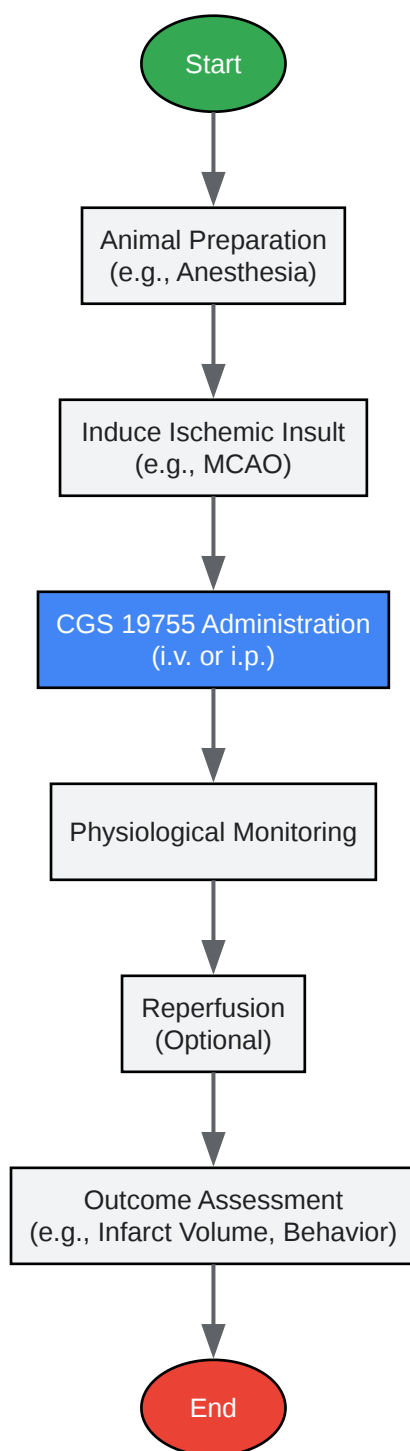 Start
Animal Preparation
(e.g., Anesthesia)
Induce Ischemic Insult
(e.g., MCAO)
CGS 19755 Administration
(i.v. or i.p.)
Physiological Monitoring
Reperfusion
(Optional)
Outcome Assessment
(e.g., Infarct Volume, Behavior)
End